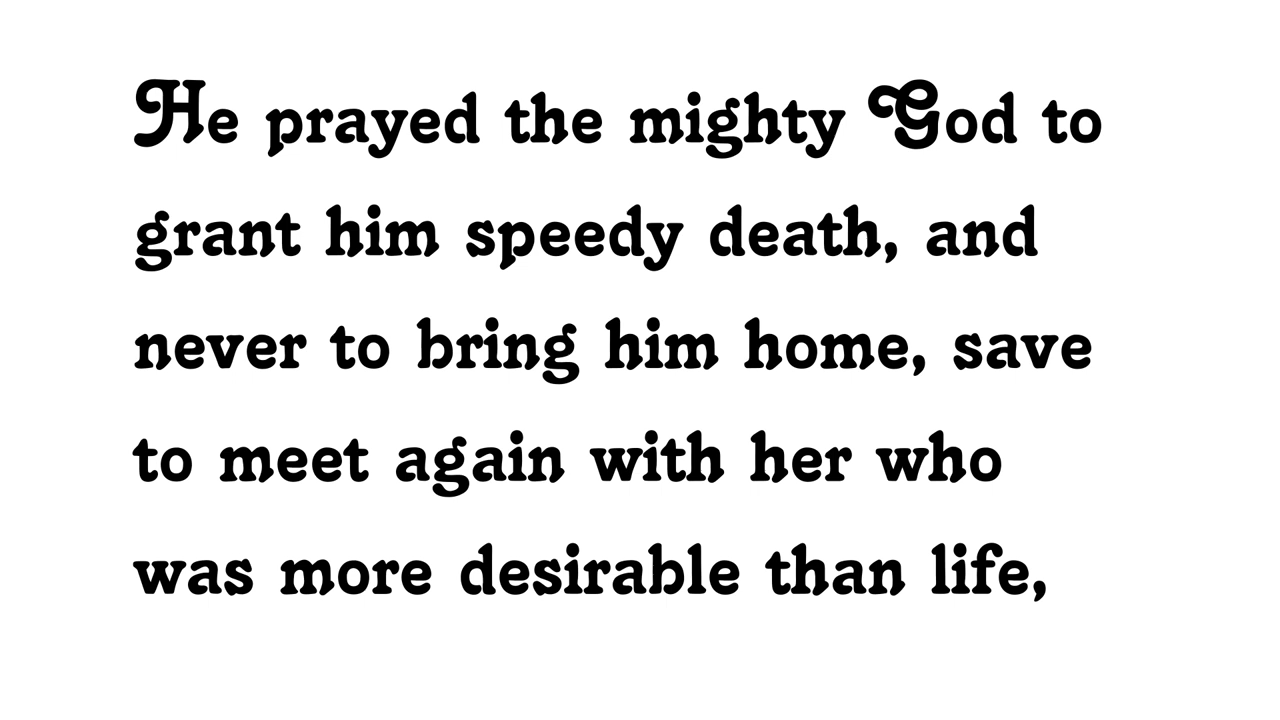 He prayed the mighty God to
grant him speedy death, and
never to bring him home, save
to meet again with her who
was more desirable than life,